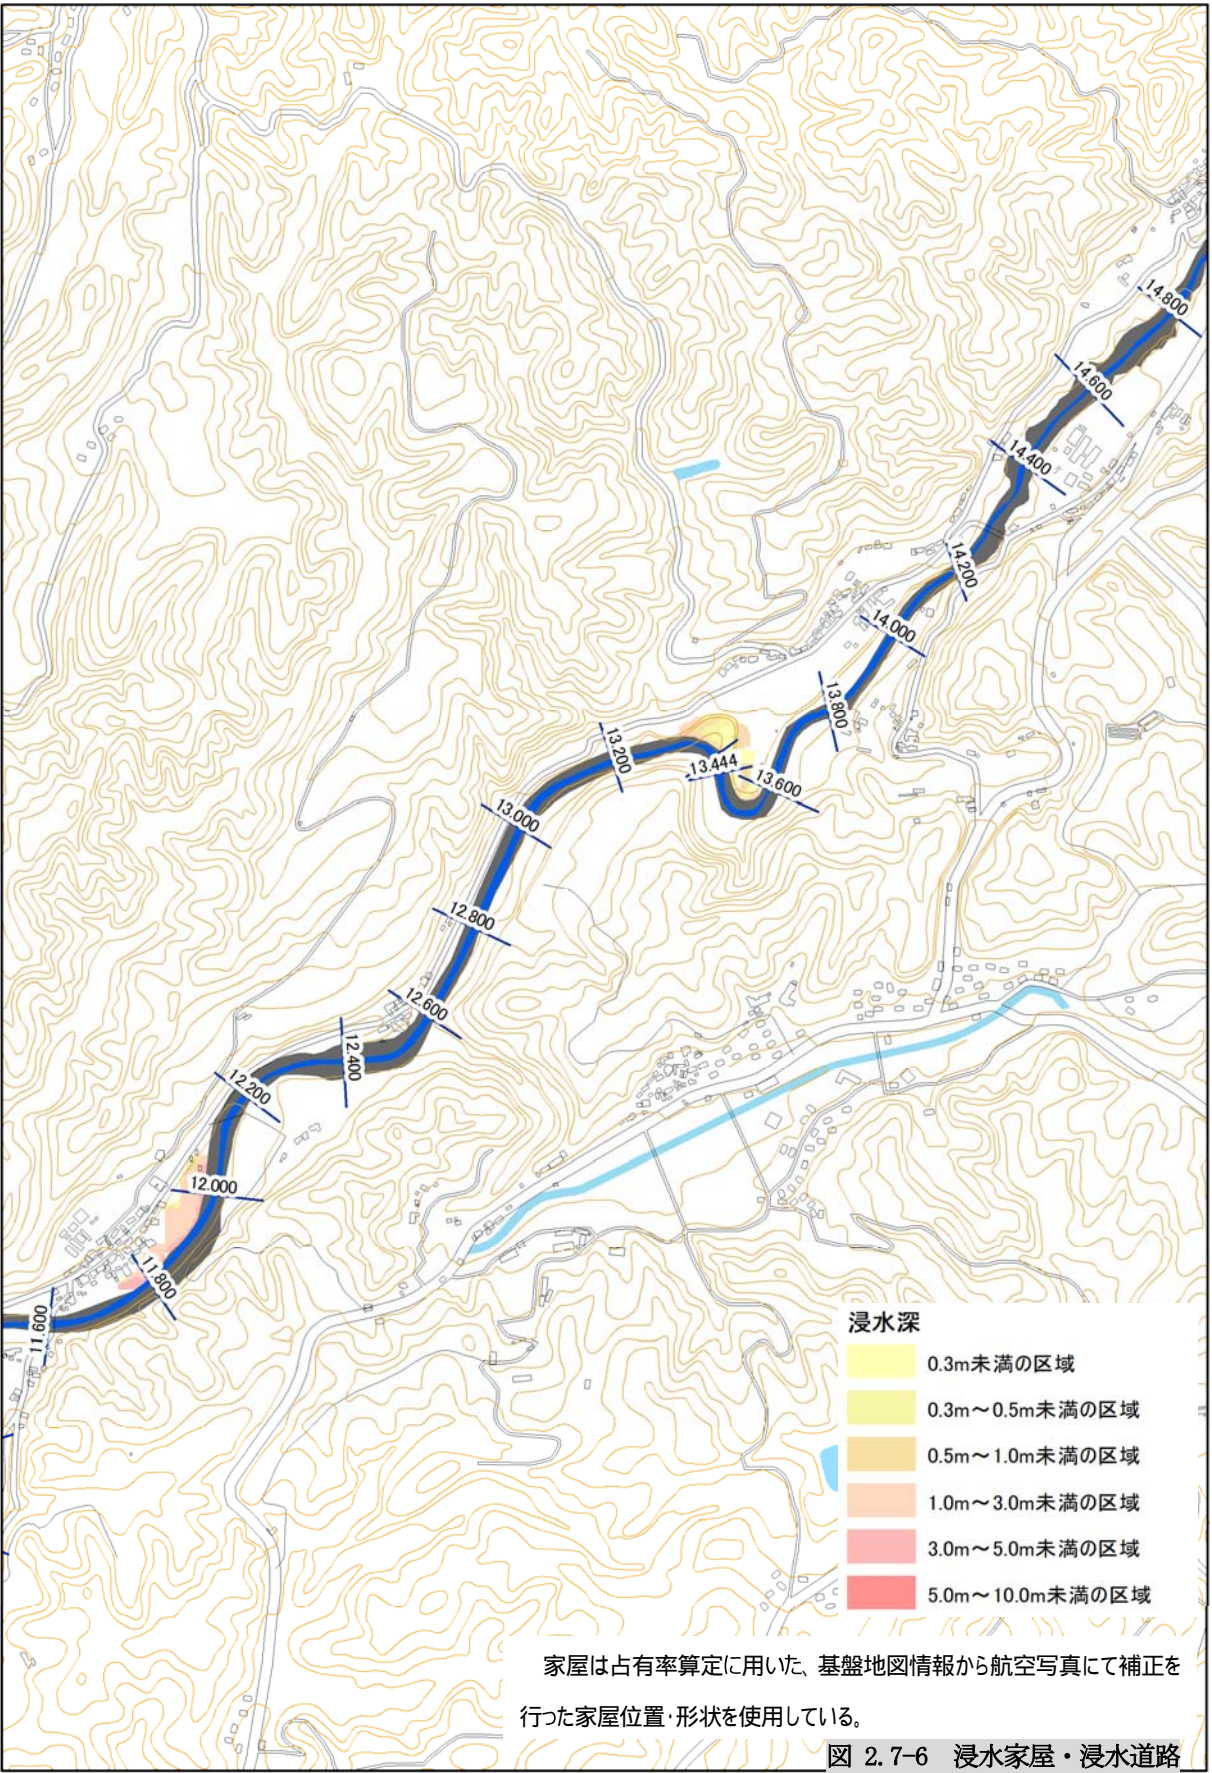 14.800
14.600
14.400
14.200
14.000
13.800
13.200
13.444
13.600
13.000
12.800
12.600
12.400
12.200
12.000
11.800
11.600
浸水深
0.3m未満の区域
0.3m～0.5m未満の区域
0.5m～1.0m未満の区域
1.0m～3.0m未満の区域
3.0m～5.0m未満の区域
5.0m～10.0m未満の区域
家屋は占有率算定に用いた、基盤地図情報から航空写真にて補正を
行った家屋位置・形状を使用している。
図 2.7-6 浸水家屋・浸水道路